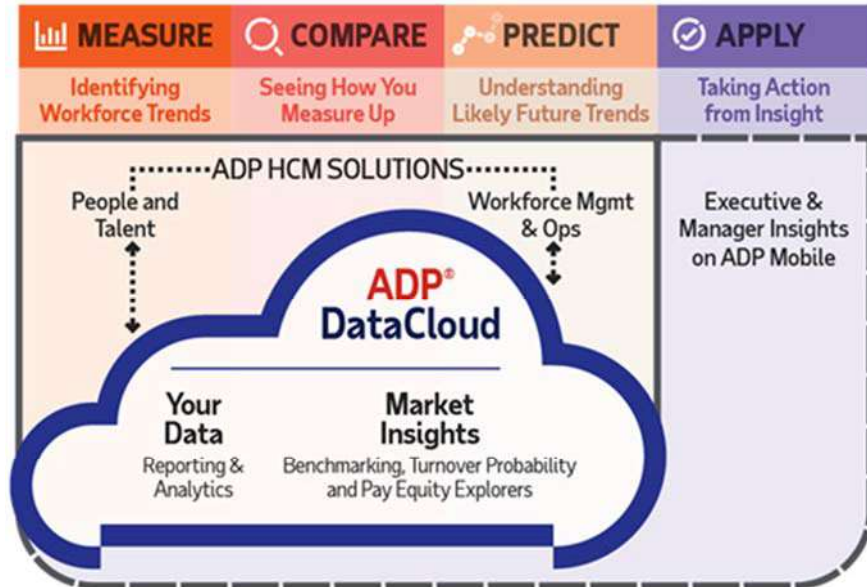 MEASURE
COMPARE
PREDICT
APPLY
Identifying
Workforce Trends
Seeing How You
Measure Up
Understanding
Likely Future Trends
Taking Action
from Insight
ADP HCM SOLUTIONS
People and
Talent
Workforce Mgmt
& Ops
Executive &
Manager Insights
on ADP Mobile
ADP®
DataCloud
Your
Data
Reporting &
Analytics
Market
Insights
Benchmarking, Turnover Probability
and Pay Equity Explorers